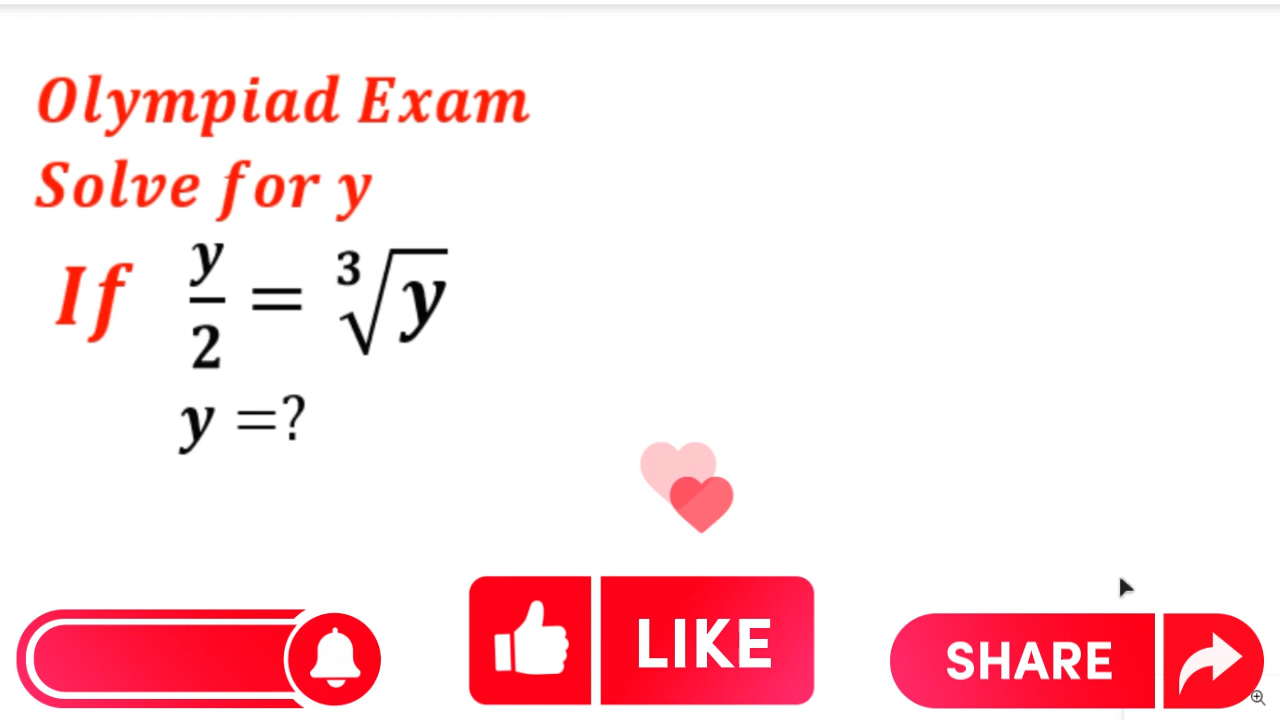 Olympiad Exam
Solve for y
If y/2 = ∛y
y =?
LIKE
SHARE